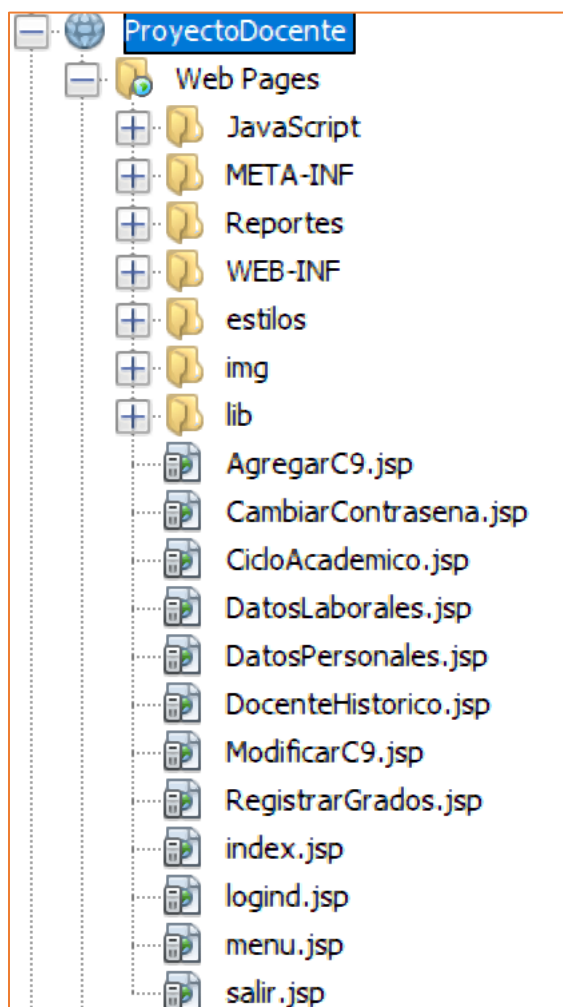 ProyectoDocente
Web Pages
JavaScript
META-INF
Reportes
WEB-INF
estilos
img
lib
AgregarC9.jsp
CambiarContrasena.jsp
CicloAcademico.jsp
DatosLaborales.jsp
DatosPersonales.jsp
DocenteHistorico.jsp
ModificarC9.jsp
RegistrarGrados.jsp
index.jsp
logind.jsp
menu.jsp
salir.jsp